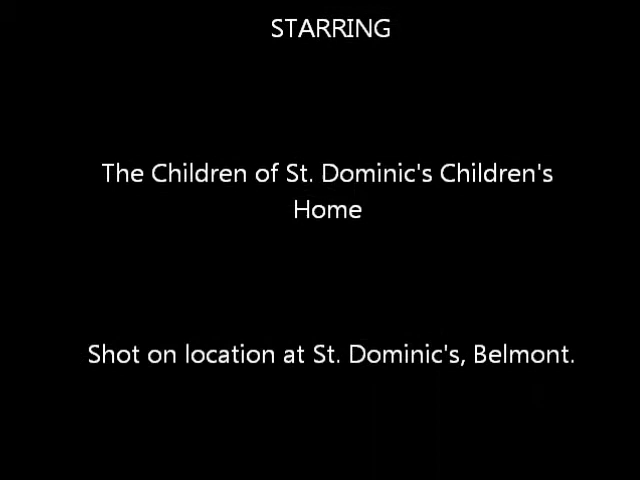 STARRING
The Children of St. Dominic's Children's
Home
Shot on location at St. Dominic's, Belmont.